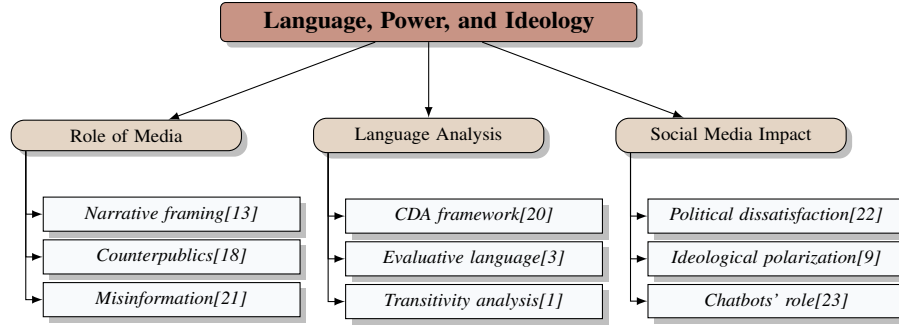 Language, Power, and Ideology
Role of Media
Narrative framing[13]
Counterpublics[18]
Misinformation[21]
Language Analysis
CDA framework[20]
Evaluative language[3]
Transitivity analysis[1]
Social Media Impact
Political dissatisfaction[22]
Ideological polarization[9]
Chatbots' role[23]